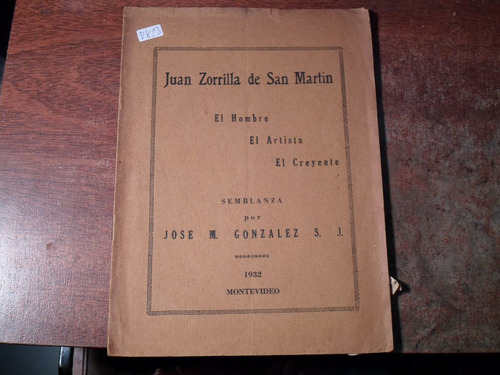 Juan Zorrilla de San Martín
El Hombre
El Artista
El Creyente
SEMBLANZA
por
JOSE M. GONZALEZ S. J.
1932
MONTEVIDEO